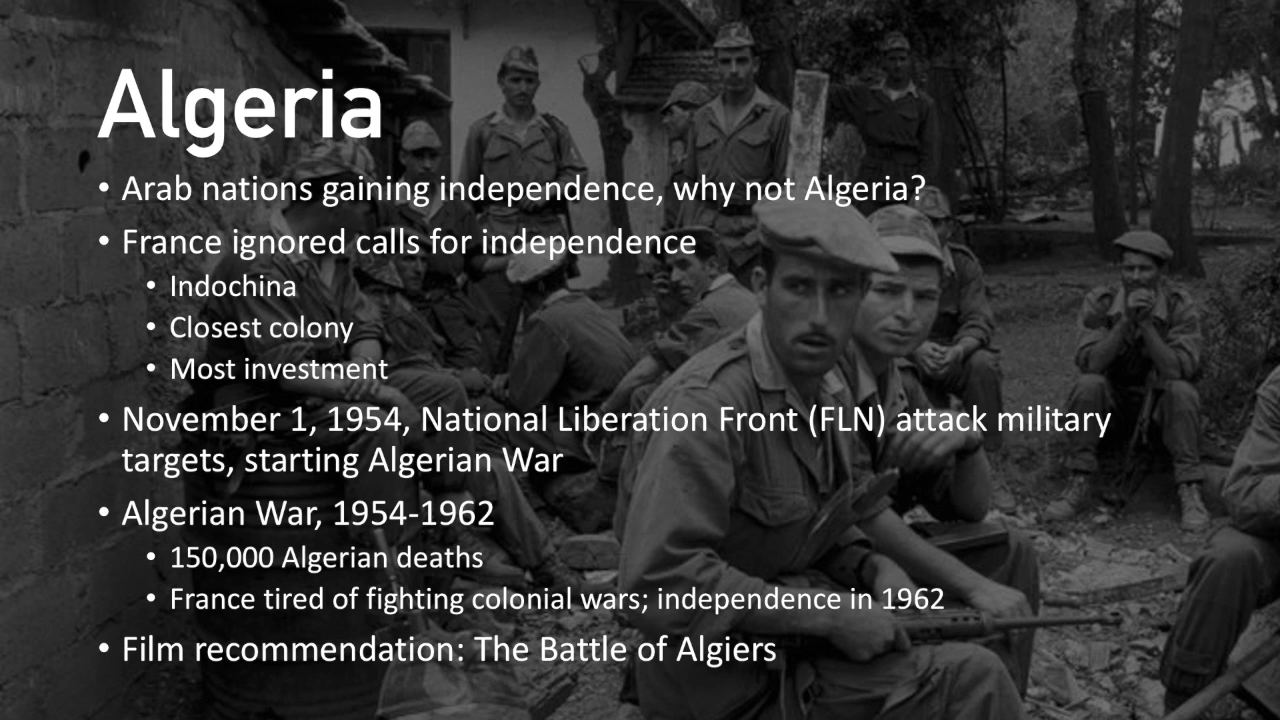 Algeria
• Arab nations gaining independence, why not Algeria?
• France ignored calls for independence
• Indochina
• Closest colony
• Most investment
• November 1, 1954, National Liberation Front (FLN) attack military
targets, starting Algerian War
• Algerian War, 1954-1962
• 150,000 Algerian deaths
• France tired of fighting colonial wars; independence in 1962
• Film recommendation: The Battle of Algiers